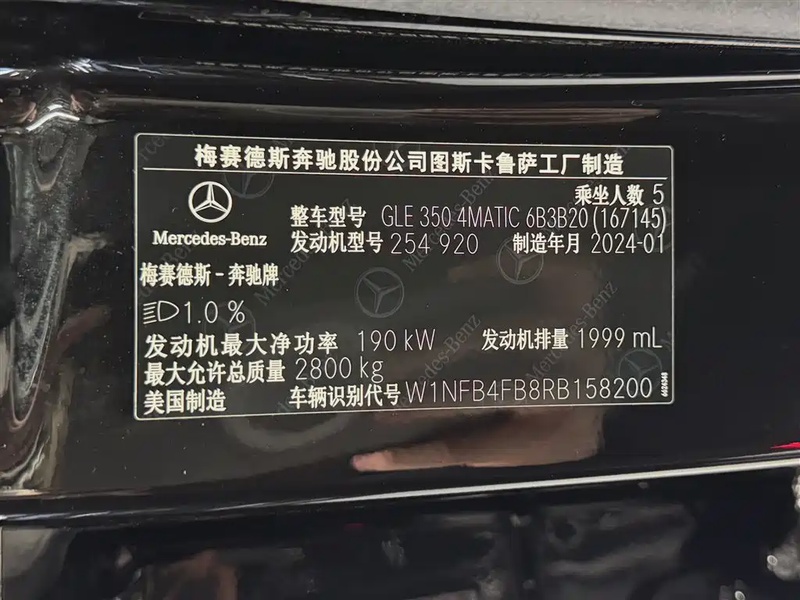 梅赛德斯奔驰股份公司图斯卡鲁萨工厂制造
乘坐人数 5
整车型号 GLE 350 4MATIC 6B3B20 (167145)
Mercedes-Benz
发动机型号 254 920 制造年月 2024-01
梅赛德斯－奔驰牌
1.0 %
发动机最大净功率 190 kW 发动机排量 1999 mL
最大允许总质量 2800 kg
美国制造 车辆识别代号 W1NFB4FB8RB158200